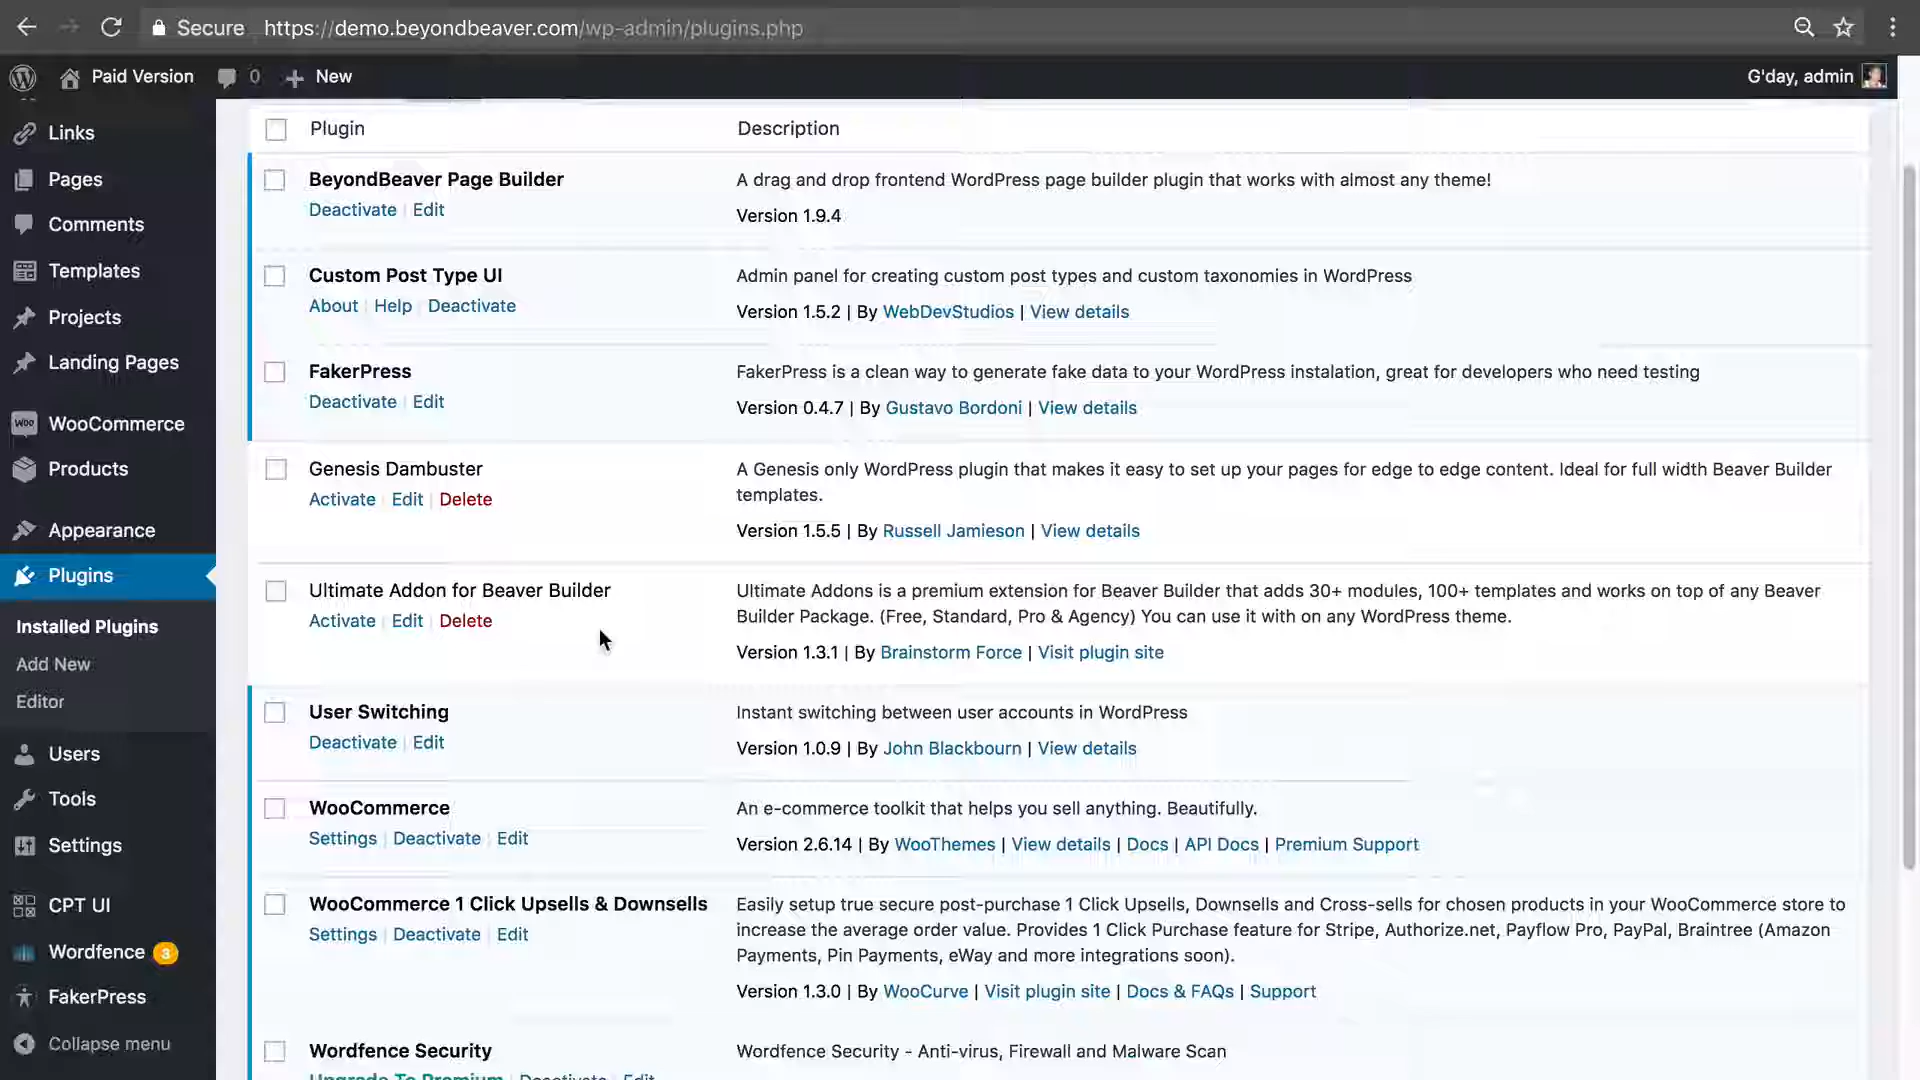 Secure https://demo.beyondbeaver.com/wp-admin/plugins.php
Paid Version 0 New G'day, admin
Links
Pages
Comments
Templates
Projects
Landing Pages
WooCommerce
Products
Appearance
Plugins
Installed Plugins
Add New
Editor
Users
Tools
Settings
CPT UI
Wordfence 3
FakerPress
Collapse menu
Plugin Description
BeyondBeaver Page Builder
Deactivate | Edit
A drag and drop frontend WordPress page builder plugin that works with almost any theme!
Version 1.9.4
Custom Post Type UI
About | Help | Deactivate
Admin panel for creating custom post types and custom taxonomies in WordPress
Version 1.5.2 | By WebDevStudios | View details
FakerPress
Deactivate | Edit
FakerPress is a clean way to generate fake data to your WordPress instalation, great for developers who need testing
Version 0.4.7 | By Gustavo Bordoni | View details
Genesis Dambuster
Activate | Edit | Delete
A Genesis only WordPress plugin that makes it easy to set up your pages for edge to edge content. Ideal for full width Beaver Builder
templates.
Version 1.5.5 | By Russell Jamieson | View details
Ultimate Addon for Beaver Builder
Activate | Edit | Delete
Ultimate Addons is a premium extension for Beaver Builder that adds 30+ modules, 100+ templates and works on top of any Beaver
Builder Package. (Free, Standard, Pro & Agency) You can use it with on any WordPress theme.
Version 1.3.1 | By Brainstorm Force | Visit plugin site
User Switching
Deactivate | Edit
Instant switching between user accounts in WordPress
Version 1.0.9 | By John Blackbourn | View details
WooCommerce
Settings | Deactivate | Edit
An e-commerce toolkit that helps you sell anything. Beautifully.
Version 2.6.14 | By WooThemes | View details | Docs | API Docs | Premium Support
WooCommerce 1 Click Upsells & Downsells
Settings | Deactivate | Edit
Easily setup true secure post-purchase 1 Click Upsells, Downsells and Cross-sells for chosen products in your WooCommerce store to
increase the average order value. Provides 1 Click Purchase feature for Stripe, Authorize.net, Payflow Pro, PayPal, Braintree (Amazon
Payments, Pin Payments, eWay and more integrations soon).
Version 1.3.0 | By WooCurve | Visit plugin site | Docs & FAQs | Support
Wordfence Security
Upgrade To Premium | Deactivate | Edit
Wordfence Security - Anti-virus, Firewall and Malware Scan